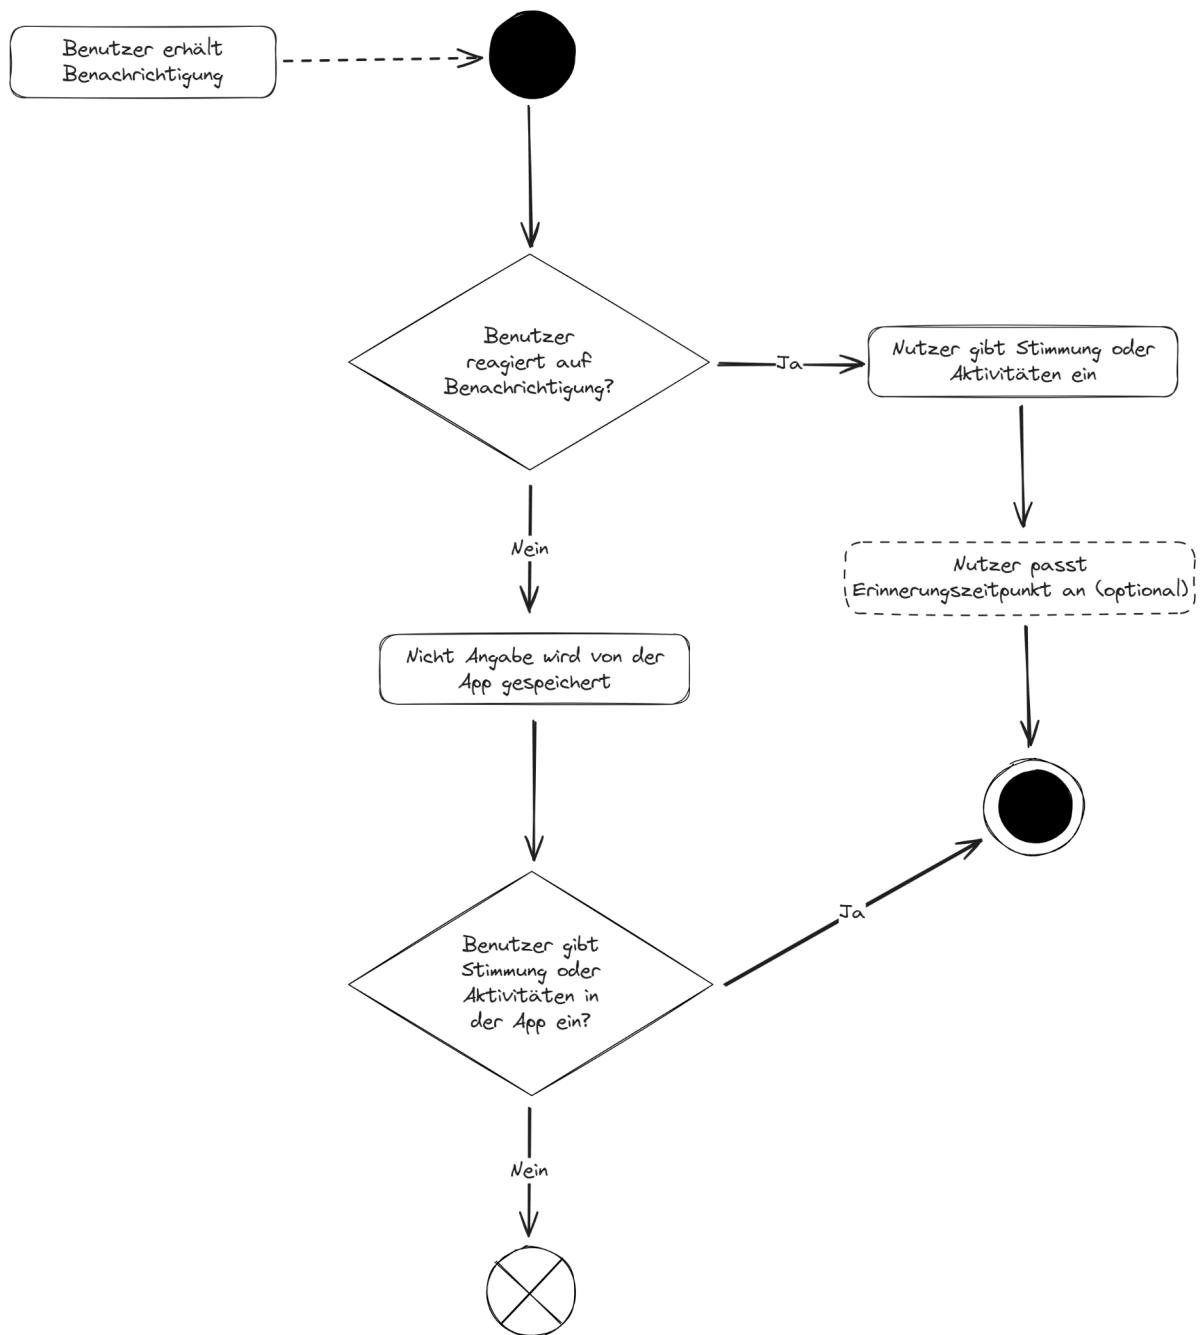 Benutzer erhält
Benachrichtigung
Benutzer
reagiert auf
Benachrichtigung?
Ja
Nutzer gibt Stimmung oder
Aktivitäten ein
Nein
Nutzer passt
Erinnerungszeitpunkt an (optional)
Nicht Angabe wird von der
App gespeichert
Ja
Benutzer gibt
Stimmung oder
Aktivitäten in
der App ein?
Nein